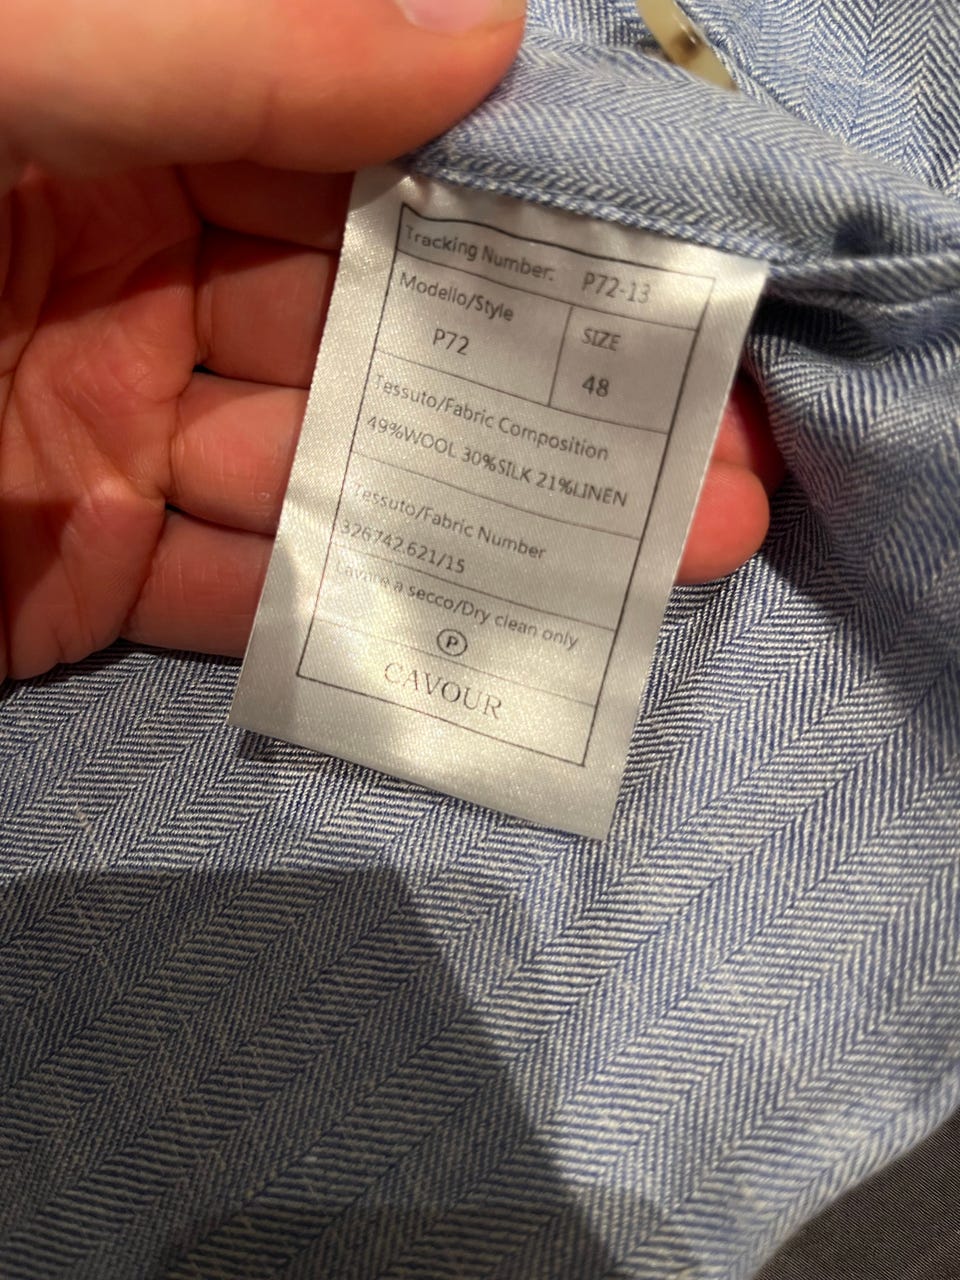 Tracking Number: P72-13
Modello/Style
P72
SIZE
48
Tessuto/Fabric Composition
49%WOOL 30%SILK 21%LINEN
Tessuto/Fabric Number
326742.621/15
Lavare a secco/Dry clean only
P
CAVOUR